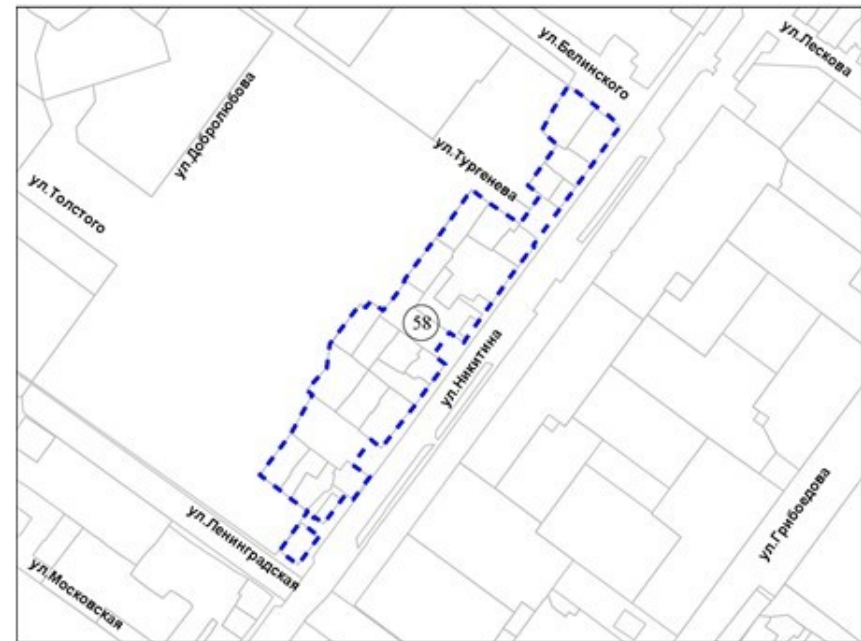 ул.Белинского
ул.Лескова
ул.Добролюбова
ул.Тургенева
ул.Толстого
58
ул.Никитина
ул.Грибоедова
ул.Ленинградская
ул.Московская